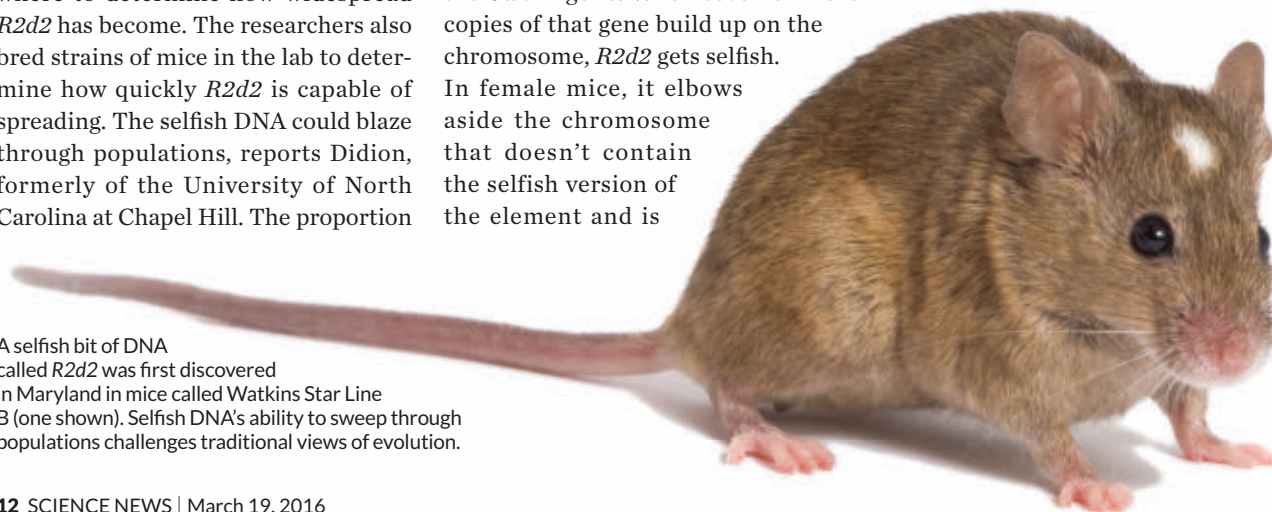 R2d2 has become. The researchers also
bred strains of mice in the lab to deter-
mine how quickly R2d2 is capable of
spreading. The selfish DNA could blaze
through populations, reports Didion,
formerly of the University of North
Carolina at Chapel Hill. The proportion
copies of that gene build up on the
chromosome, R2d2 gets selfish.
In female mice, it elbows
aside the chromosome
that doesn't contain
the selfish version of
the element and is
A selfish bit of DNA
called R2d2 was first discovered
in Maryland in mice called Watkins Star Line
B (one shown). Selfish DNA's ability to sweep through
populations challenges traditional views of evolution.
12 SCIENCE NEWS | March 19, 2016